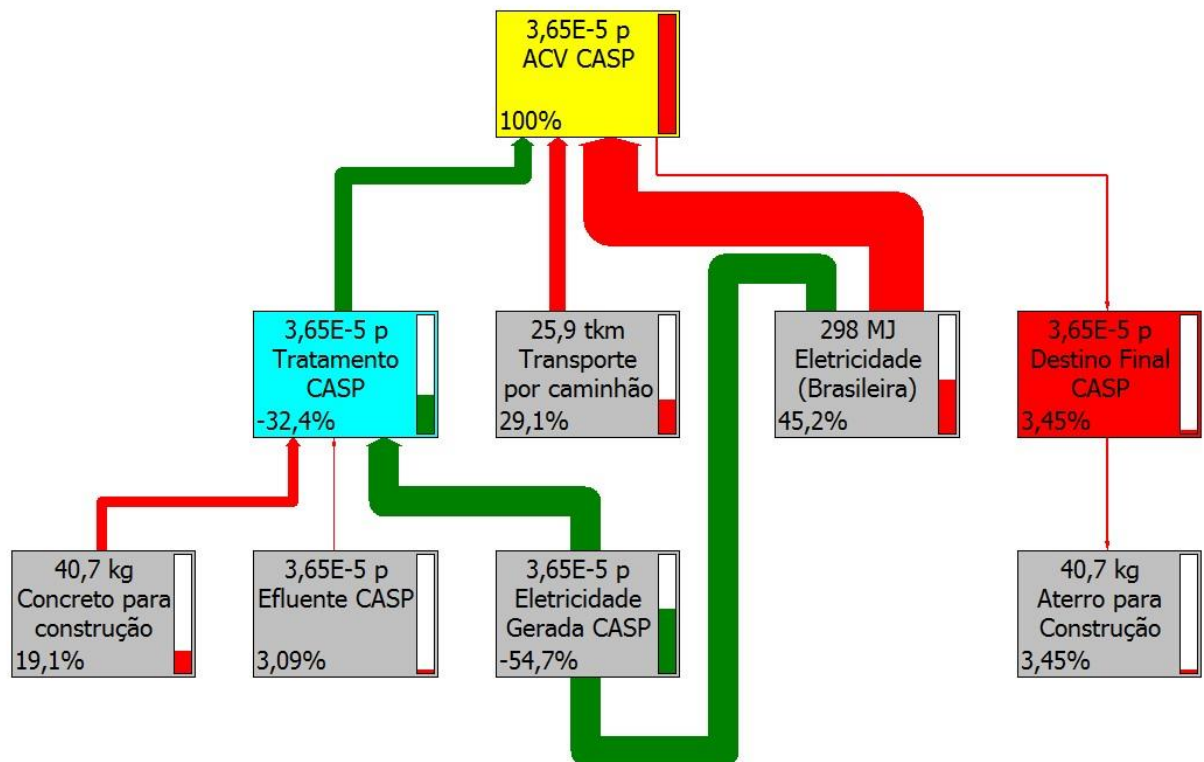 3,65E-5 p
ACV CASP
100%
3,65E-5 p
Tratamento
CASP
-32,4%
25,9 tkm
Transporte
por caminhão
29,1%
298 MJ
Eletricidade
(Brasileira)
45,2%
3,65E-5 p
Destino Final
CASP
3,45%
40,7 kg
Concreto para
construção
19,1%
3,65E-5 p
Efluente CASP
3,09%
3,65E-5 p
Eletricidade
Gerada CASP
-54,7%
40,7 kg
Aterro para
Construção
3,45%